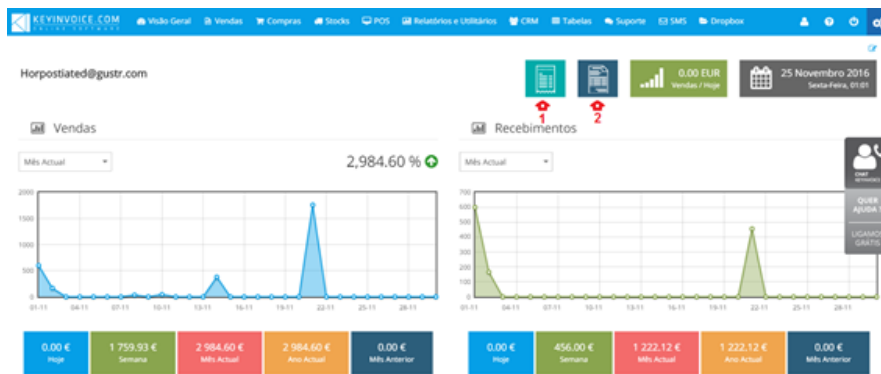 KEYINVOICE.COM
ONLINE SOFTWARE
Visão Geral Vendas Compras Stocks POS Relatórios e Utilitários CRM Tabelas Suporte SMS Dropbox
Horpostiated@gustr.com
0.00 EUR
Vendas / Hoje
25 Novembro 2016
Sexta-Feira, 01:01
1 2
Vendas
Mês Actual
2,984.60 %
2000
1500
1000
500
0
01-11 04-11 07-11 10-11 13-11 16-11 19-11 22-11 25-11 28-11
0.00 €
Hoje
1 759.93 €
Semana
2 984.60 €
Mês Actual
2 984.60 €
Ano Actual
0.00 €
Mês Anterior
Recebimentos
Mês Actual
700
600
500
400
300
200
100
0
01-11 04-11 07-11 10-11 13-11 16-11 19-11 22-11 25-11 28-11
0.00 €
Hoje
456.00 €
Semana
1 222.12 €
Mês Actual
1 222.12 €
Ano Actual
0.00 €
Mês Anterior
CHAT
KEYINVOICE
QUER
AJUDA
LIGAMOS
GRÁTIS